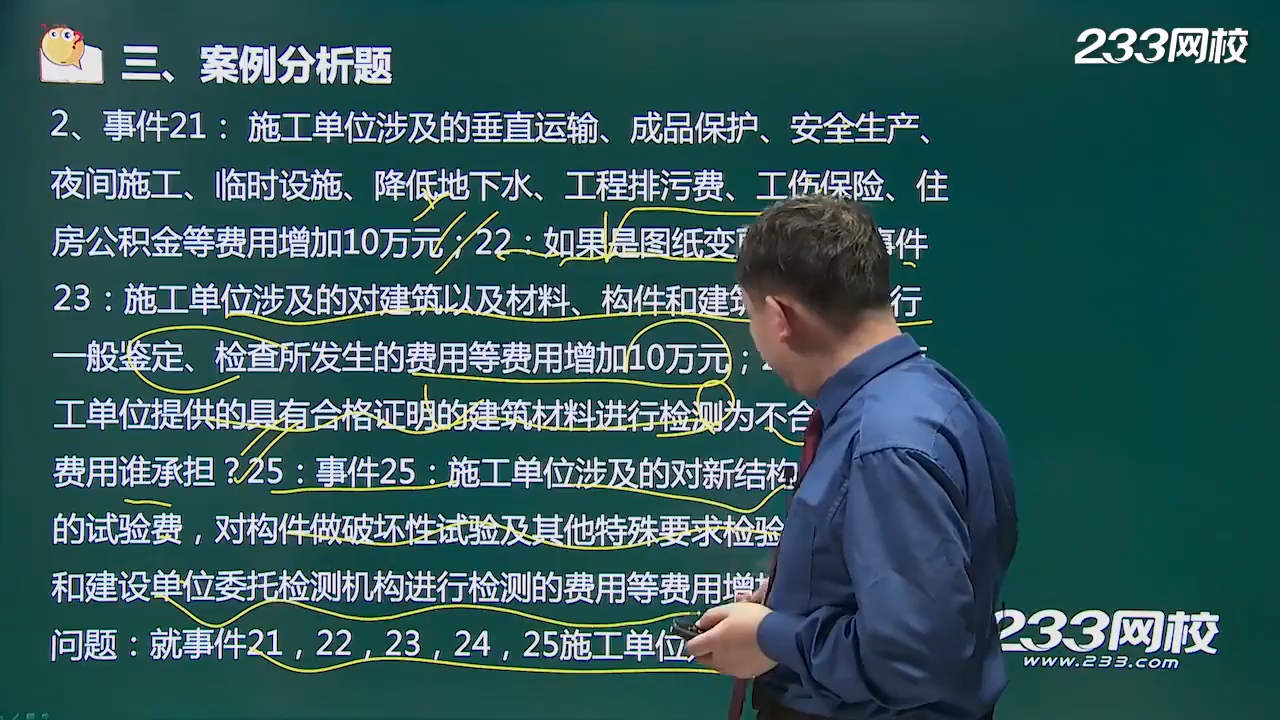 233网校
三、案例分析题
2、事件21： 施工单位涉及的垂直运输、成品保护、安全生产、
夜间施工、临时设施、降低地下水、工程排污费、工伤保险、住
房公积金等费用增加10万元；22：如果是图纸变 事件
23：施工单位涉及的对建筑以及材料、构件和建筑 行
一般鉴定、检查所发生的费用等费用增加10万元；
工单位提供的具有合格证明的建筑材料进行检测为不合
费用谁承担？25：事件25：施工单位涉及的对新结构
的试验费，对构件做破坏性试验及其他特殊要求检验
和建设单位委托检测机构进行检测的费用等费用增加
问题：就事件21，22，23，24，25施工单位
233网校
www.233.com